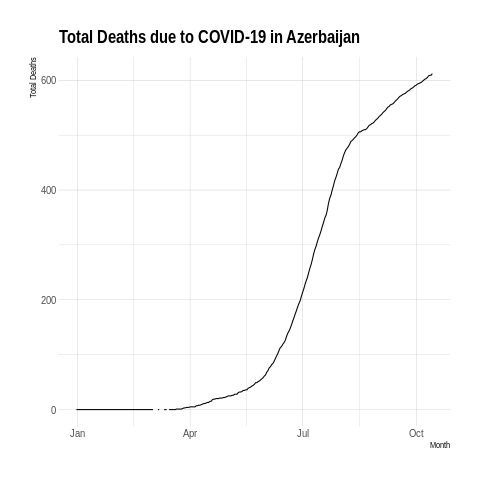 Total Deaths due to COVID-19 in Azerbaijan
Total Deaths
600
400
200
0
Jan
Apr
Jul
Oct
Month